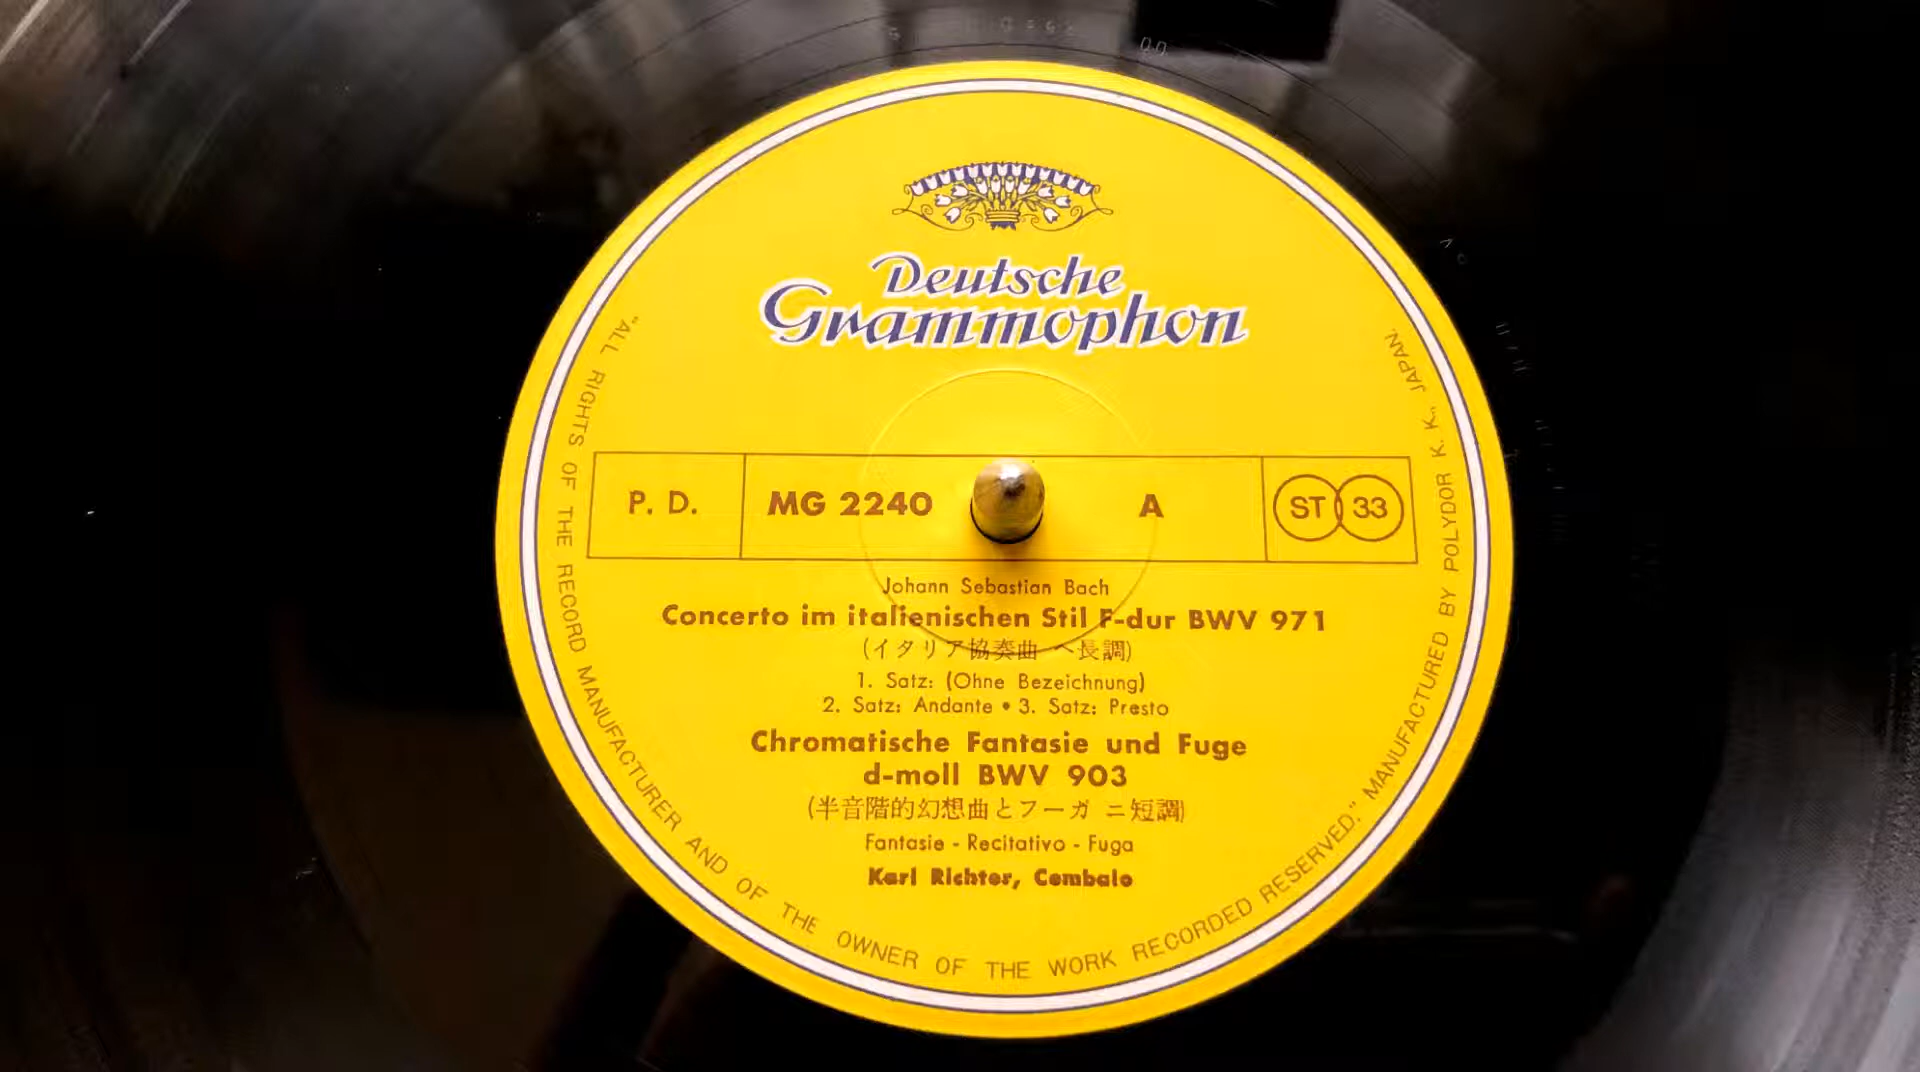 Deutsche
Grammophon
P. D. MG 2240 A ST 33
Johann Sebastian Bach
Concerto im italienischen Stil F-dur BWV 971
(イタリア協奏曲 ヘ長調)
1. Satz: (Ohne Bezeichnung)
2. Satz: Andante • 3. Satz: Presto
Chromatische Fantasie und Fuge
d-moll BWV 903
(半音階的幻想曲とフーガ ニ短調)
Fantasie - Recitativo - Fuga
Karl Richter, Cembalo
"ALL RIGHTS OF THE RECORD MANUFACTURER AND OF THE OWNER OF THE WORK RECORDED RESERVED." MANUFACTURED BY POLYDOR K. K., JAPAN.